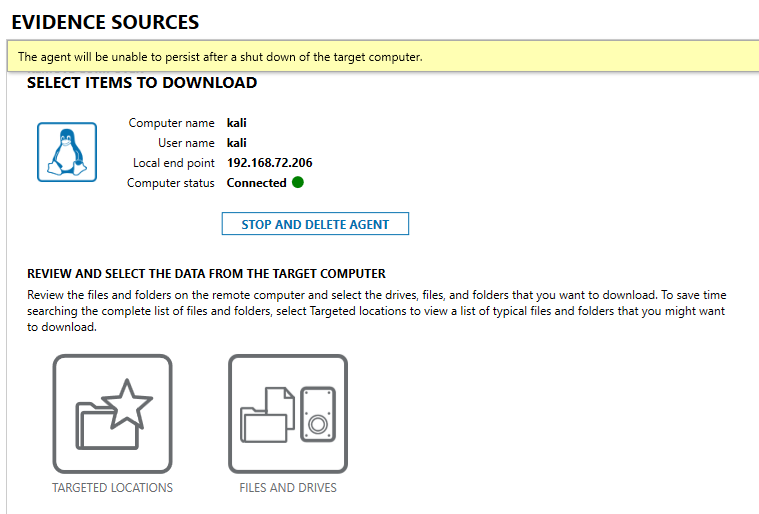 EVIDENCE SOURCES
The agent will be unable to persist after a shut down of the target computer.
SELECT ITEMS TO DOWNLOAD
Computer name kali
User name kali
Local end point 192.168.72.206
Computer status Connected
STOP AND DELETE AGENT
REVIEW AND SELECT THE DATA FROM THE TARGET COMPUTER
Review the files and folders on the remote computer and select the drives, files, and folders that you want to download. To save time
searching the complete list of files and folders, select Targeted locations to view a list of typical files and folders that you might want
to download.
TARGETED LOCATIONS FILES AND DRIVES